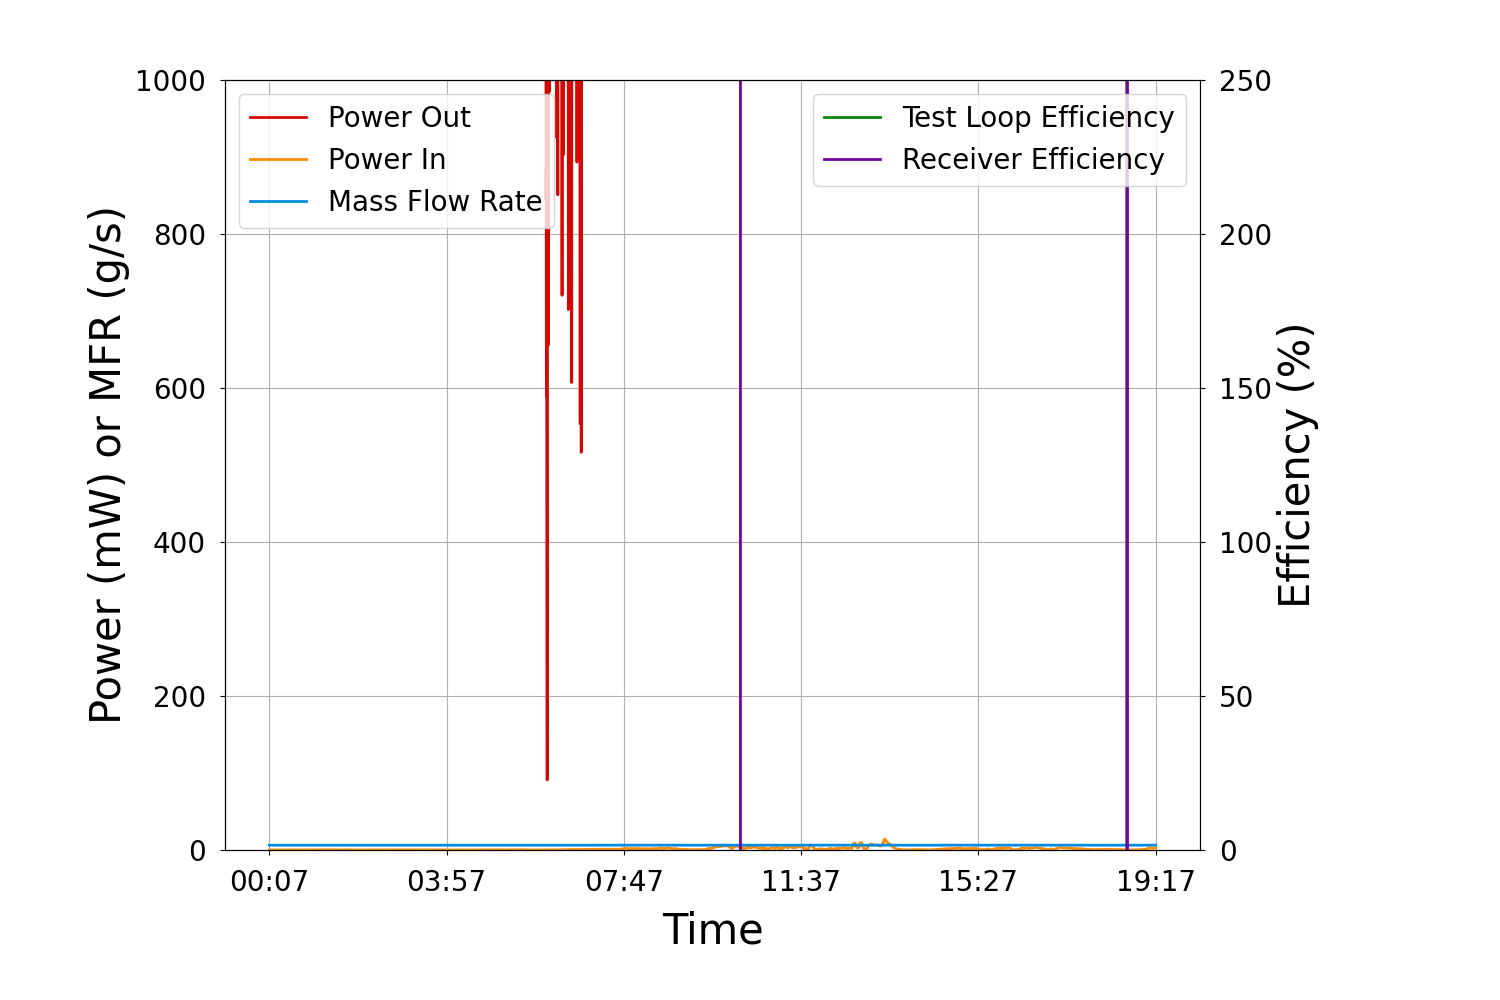 Power Out
Power In
Mass Flow Rate
Test Loop Efficiency
Receiver Efficiency
1000
800
600
400
200
0
Power (mW) or MFR (g/s)
250
200
150
100
50
0
Efficiency (%)
00:07 03:57 07:47 11:37 15:27 19:17
Time